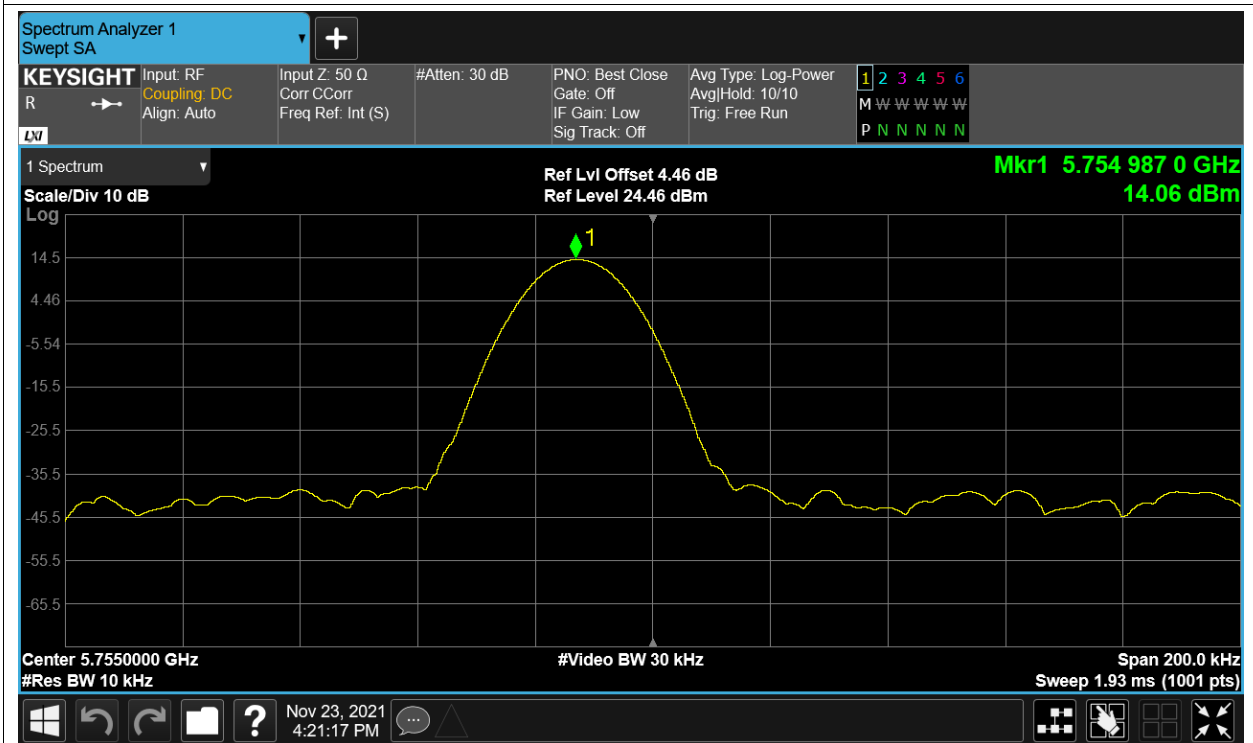 Spectrum Analyzer 1
Swept SA
KEYSIGHT
R
LXI
Input: RF
Coupling: DC
Align: Auto
Input Z: 50 Ω
Corr CCorr
Freq Ref: Int (S)
#Atten: 30 dB
PNO: Best Close
Gate: Off
IF Gain: Low
Sig Track: Off
Avg Type: Log-Power
Avg|Hold: 10/10
Trig: Free Run
1 2 3 4 5 6
M W W W W W W
P N N N N N N
1 Spectrum
Scale/Div 10 dB
Log
Ref Lvl Offset 4.46 dB
Ref Level 24.46 dBm
Mkr1 5.754 987 0 GHz
14.06 dBm
1
14.5
4.46
-5.54
-15.5
-25.5
-35.5
-45.5
-55.5
-65.5
Center 5.7550000 GHz
#Res BW 10 kHz
#Video BW 30 kHz
Span 200.0 kHz
Sweep 1.93 ms (1001 pts)
?
Nov 23, 2021
4:21:17 PM